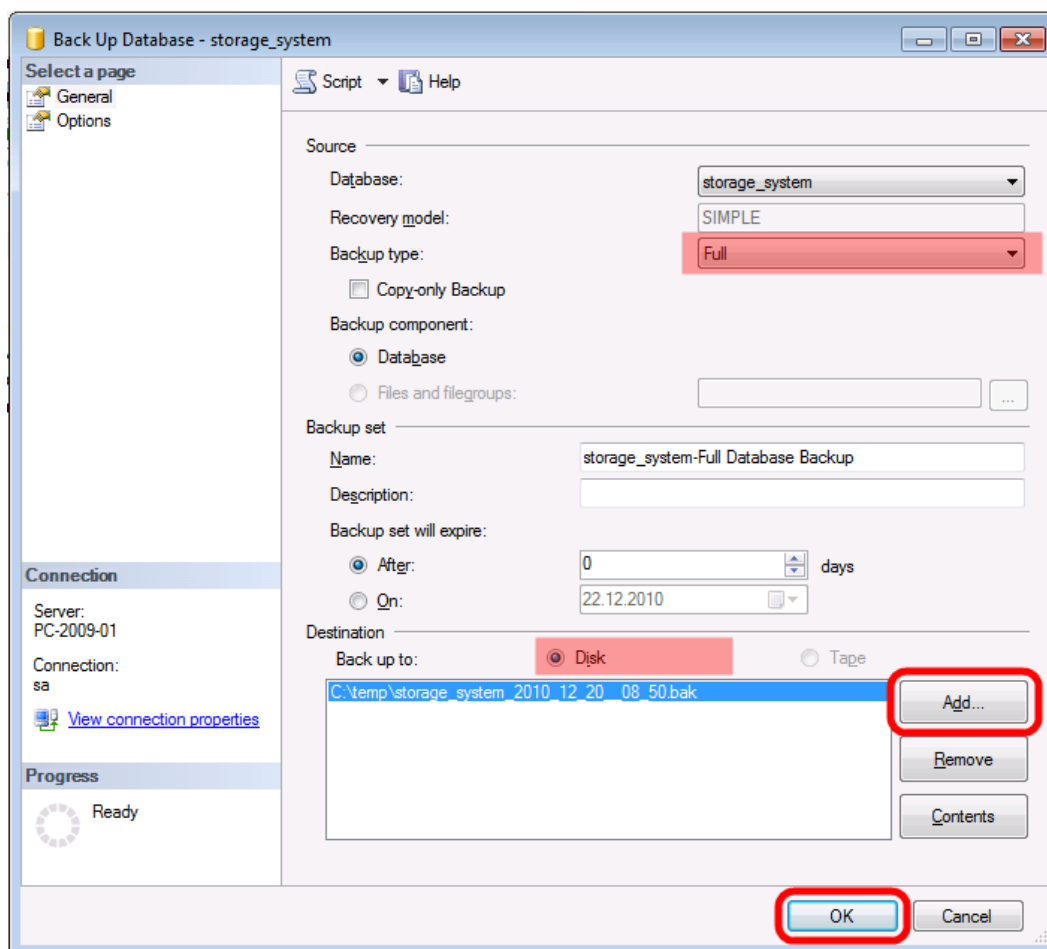 Back Up Database - storage_system
Select a page
General
Options
Script Help
Source
Database: storage_system
Recovery model: SIMPLE
Backup type: Full
Copy-only Backup
Backup component:
Database
Files and filegroups: ...
Backup set
Name: storage_system-Full Database Backup
Description:
Backup set will expire:
After: 0 days
On: 22.12.2010
Destination
Back up to: Disk Tape
C:\temp\storage_system_2010_12_20__08_50.bak
Add...
Remove
Contents
Connection
Server:
PC-2009-01
Connection:
sa
View connection properties
Progress
Ready
OK Cancel